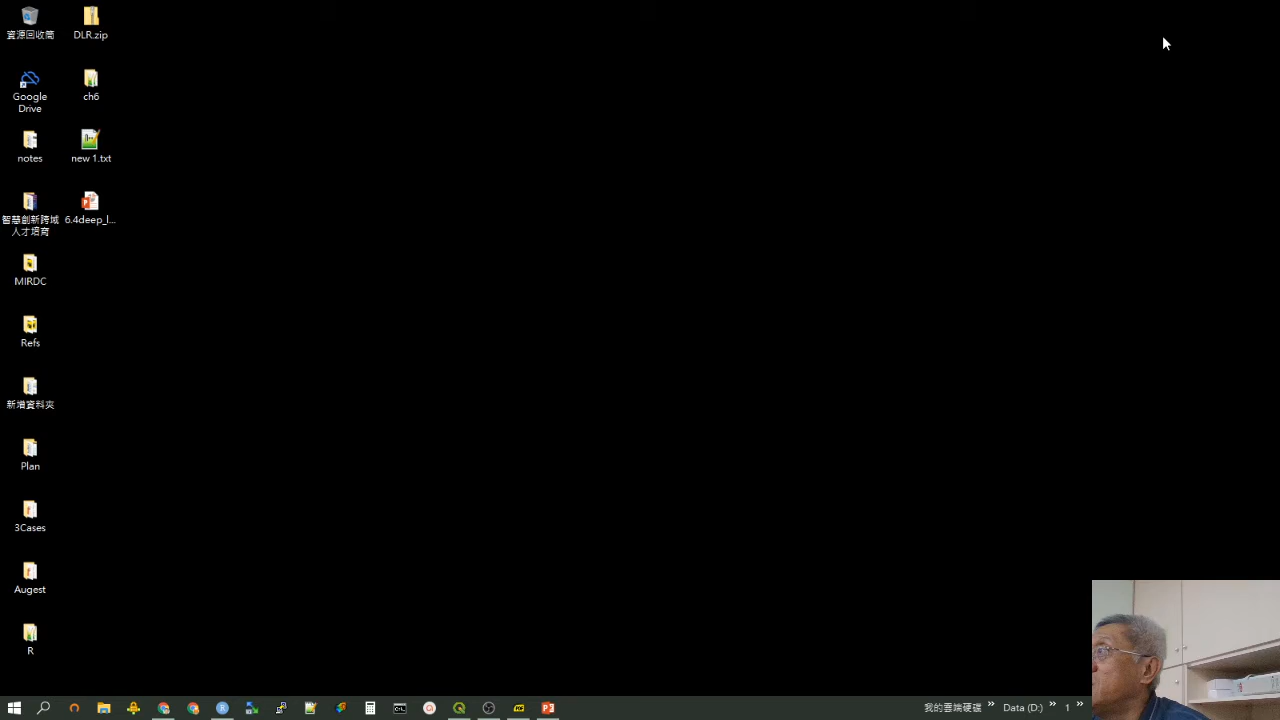 資源回收筒
DLR.zip
Google
Drive
ch6
notes
new 1.txt
智慧創新跨域
人才培育
6.4deep_l...
MIRDC
Refs
新增資料夾
Plan
3Cases
Augest
R
我的雲端硬碟 » Data (D:) » 1 »